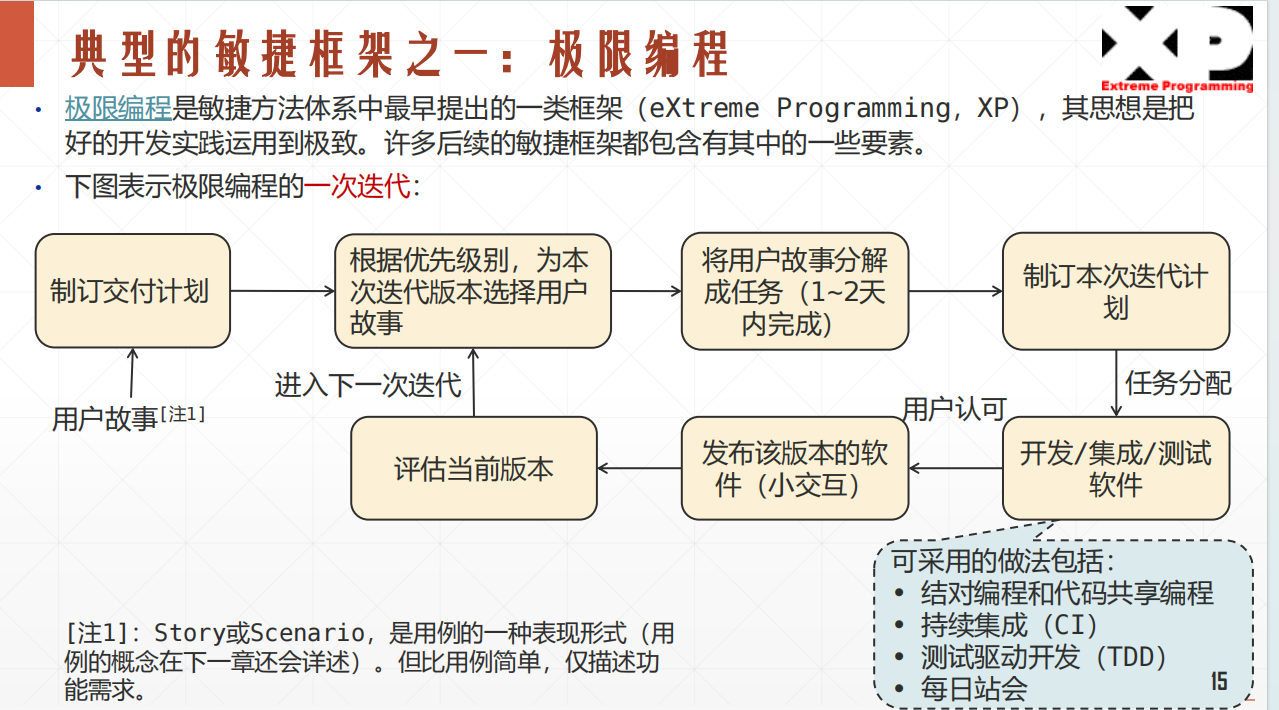 典型的敏捷框架之一：极限编程
XP
Extreme Programming
• 极限编程是敏捷方法体系中最早提出的一类框架（eXtreme Programming，XP），其思想是把
好的开发实践运用到极致。许多后续的敏捷框架都包含有其中的一些要素。
• 下图表示极限编程的一次迭代：
制订交付计划
根据优先级别，为本
次迭代版本选择用户
故事
将用户故事分解
成任务（1~2天
内完成）
制订本次迭代计
划
用户故事[注1]
进入下一次迭代
任务分配
用户认可
评估当前版本
发布该版本的软
件（小交互）
开发/集成/测试
软件
可采用的做法包括：
• 结对编程和代码共享编程
• 持续集成（CI）
• 测试驱动开发（TDD）
• 每日站会
[注1]：Story或Scenario，是用例的一种表现形式（用
例的概念在下一章还会详述）。但比用例简单，仅描述功
能需求。
15